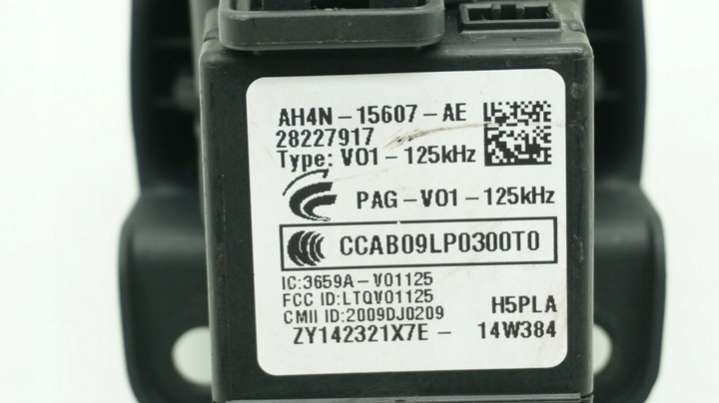 AH4N-15607-AE
28227917
Type: V01-125kHz
PAG-V01-125kHz
CCAB09LP0300T0
IC:3659A-V01125
FCC ID:LTQV01125
CMII ID:2009DJ0209 H5PLA
ZY142321X7E- 14W384